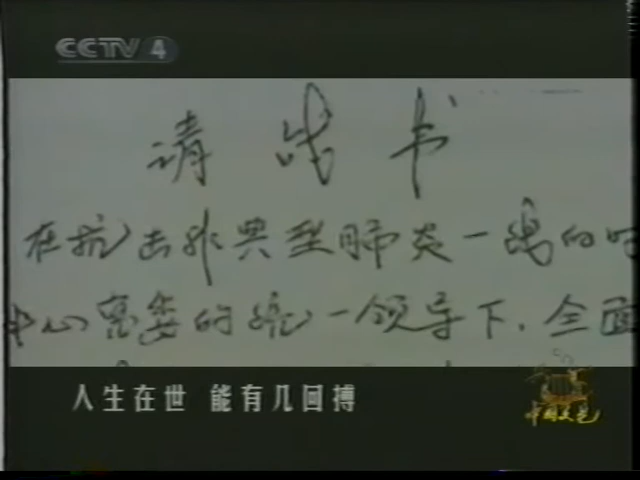 CCTV 4
请战书
在抗击非典型肺炎一的
中心党委的统一领导下，全面
人生在世 能有几回搏
中国文艺